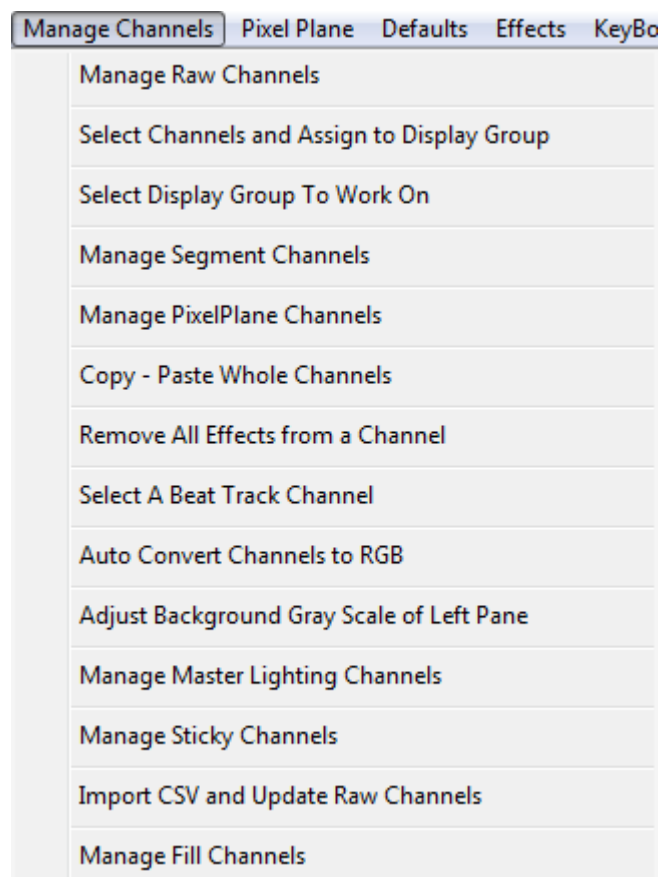 Manage Channels Pixel Plane Defaults Effects KeyBo
Manage Raw Channels
Select Channels and Assign to Display Group
Select Display Group To Work On
Manage Segment Channels
Manage PixelPlane Channels
Copy - Paste Whole Channels
Remove All Effects from a Channel
Select A Beat Track Channel
Auto Convert Channels to RGB
Adjust Background Gray Scale of Left Pane
Manage Master Lighting Channels
Manage Sticky Channels
Import CSV and Update Raw Channels
Manage Fill Channels